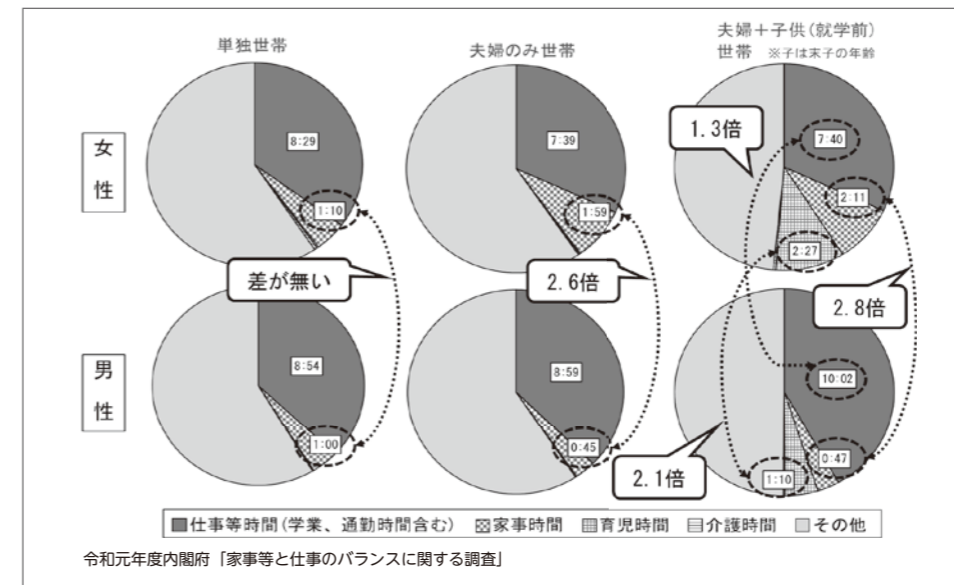 単独世帯
夫婦のみ世帯
夫婦＋子供(就学前)
世帯 ※子は末子の年齢
女性
8:29
1:10
7:39
1:59
1.3倍
7:40
2:11
2:27
差が無い
2.6倍
2.8倍
男性
8:54
1:00
8:59
0:45
10:02
0:47
1:10
2.1倍
仕事等時間(学業、通勤時間含む) 家事時間 育児時間 介護時間 その他
令和元年度内閣府「家事等と仕事のバランスに関する調査」